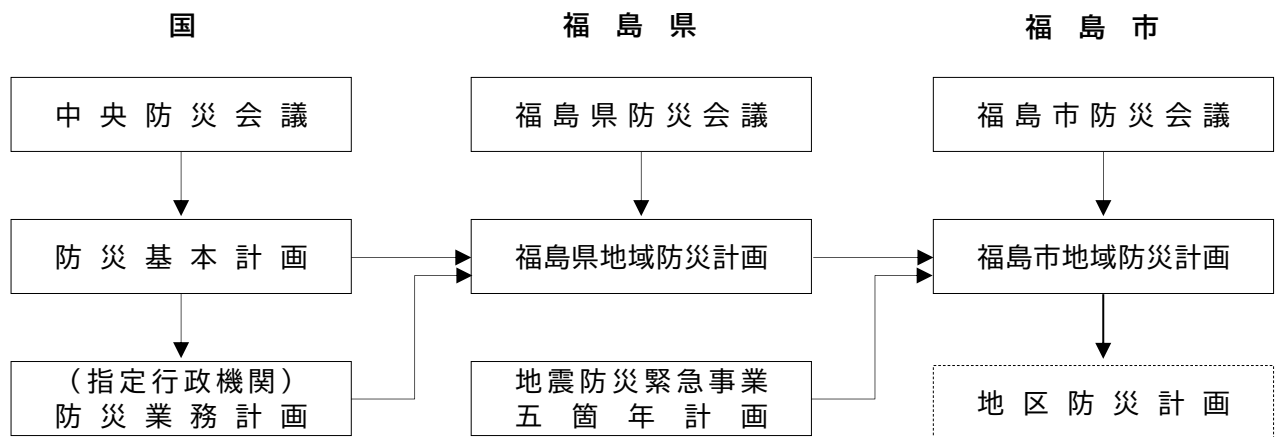 国
福島県
福島市
中央防災会議
福島県防災会議
福島市防災会議
防災基本計画
福島県地域防災計画
福島市地域防災計画
（指定行政機関）
防災業務計画
地震防災緊急事業
五箇年計画
地区防災計画